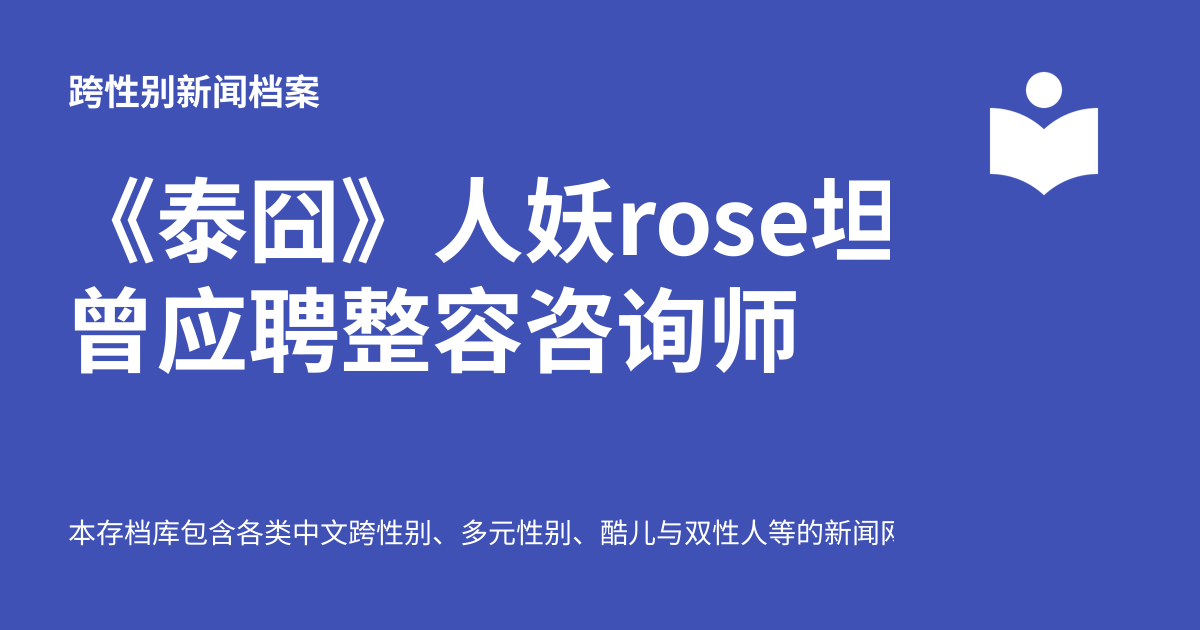 跨性别新闻档案
《泰囧》人妖rose坦
曾应聘整容咨询师
本存档库包含各类中文跨性别、多元性别、酷儿与双性人等的新闻